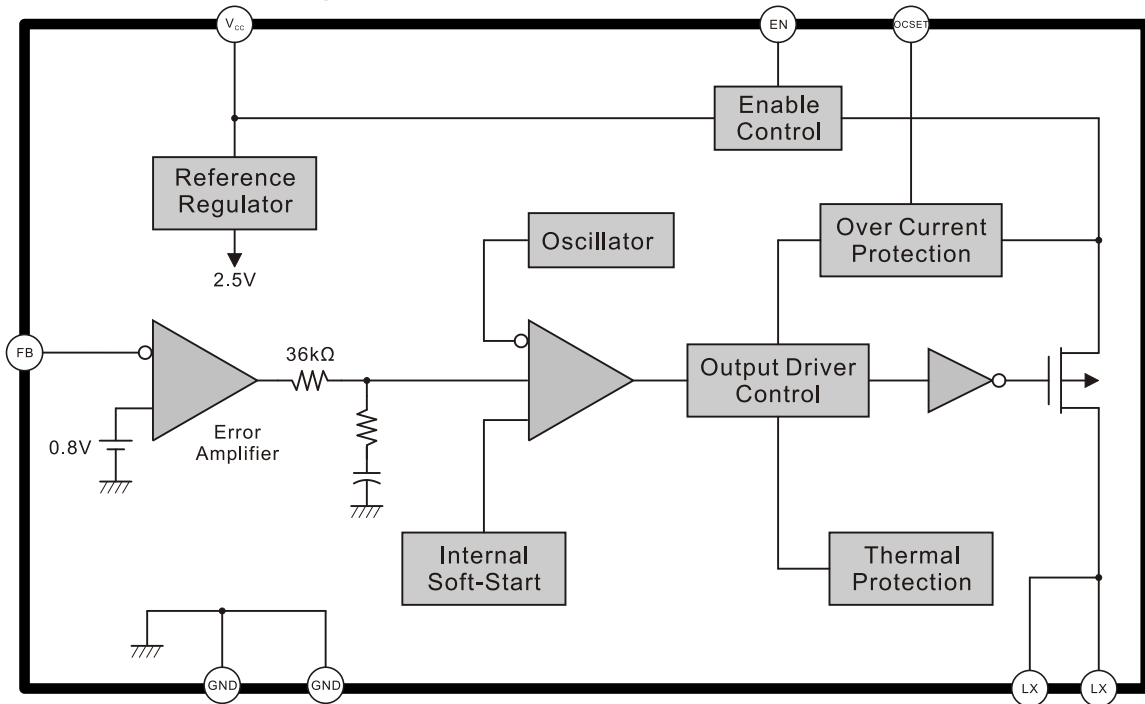 Vcc
EN
OCSET
Enable
Control
Reference
Regulator
2.5V
Oscillator
Over Current
Protection
FB
36kΩ
0.8V
Error
Amplifier
Output Driver
Control
Internal
Soft-Start
Thermal
Protection
GND
GND
LX
LX